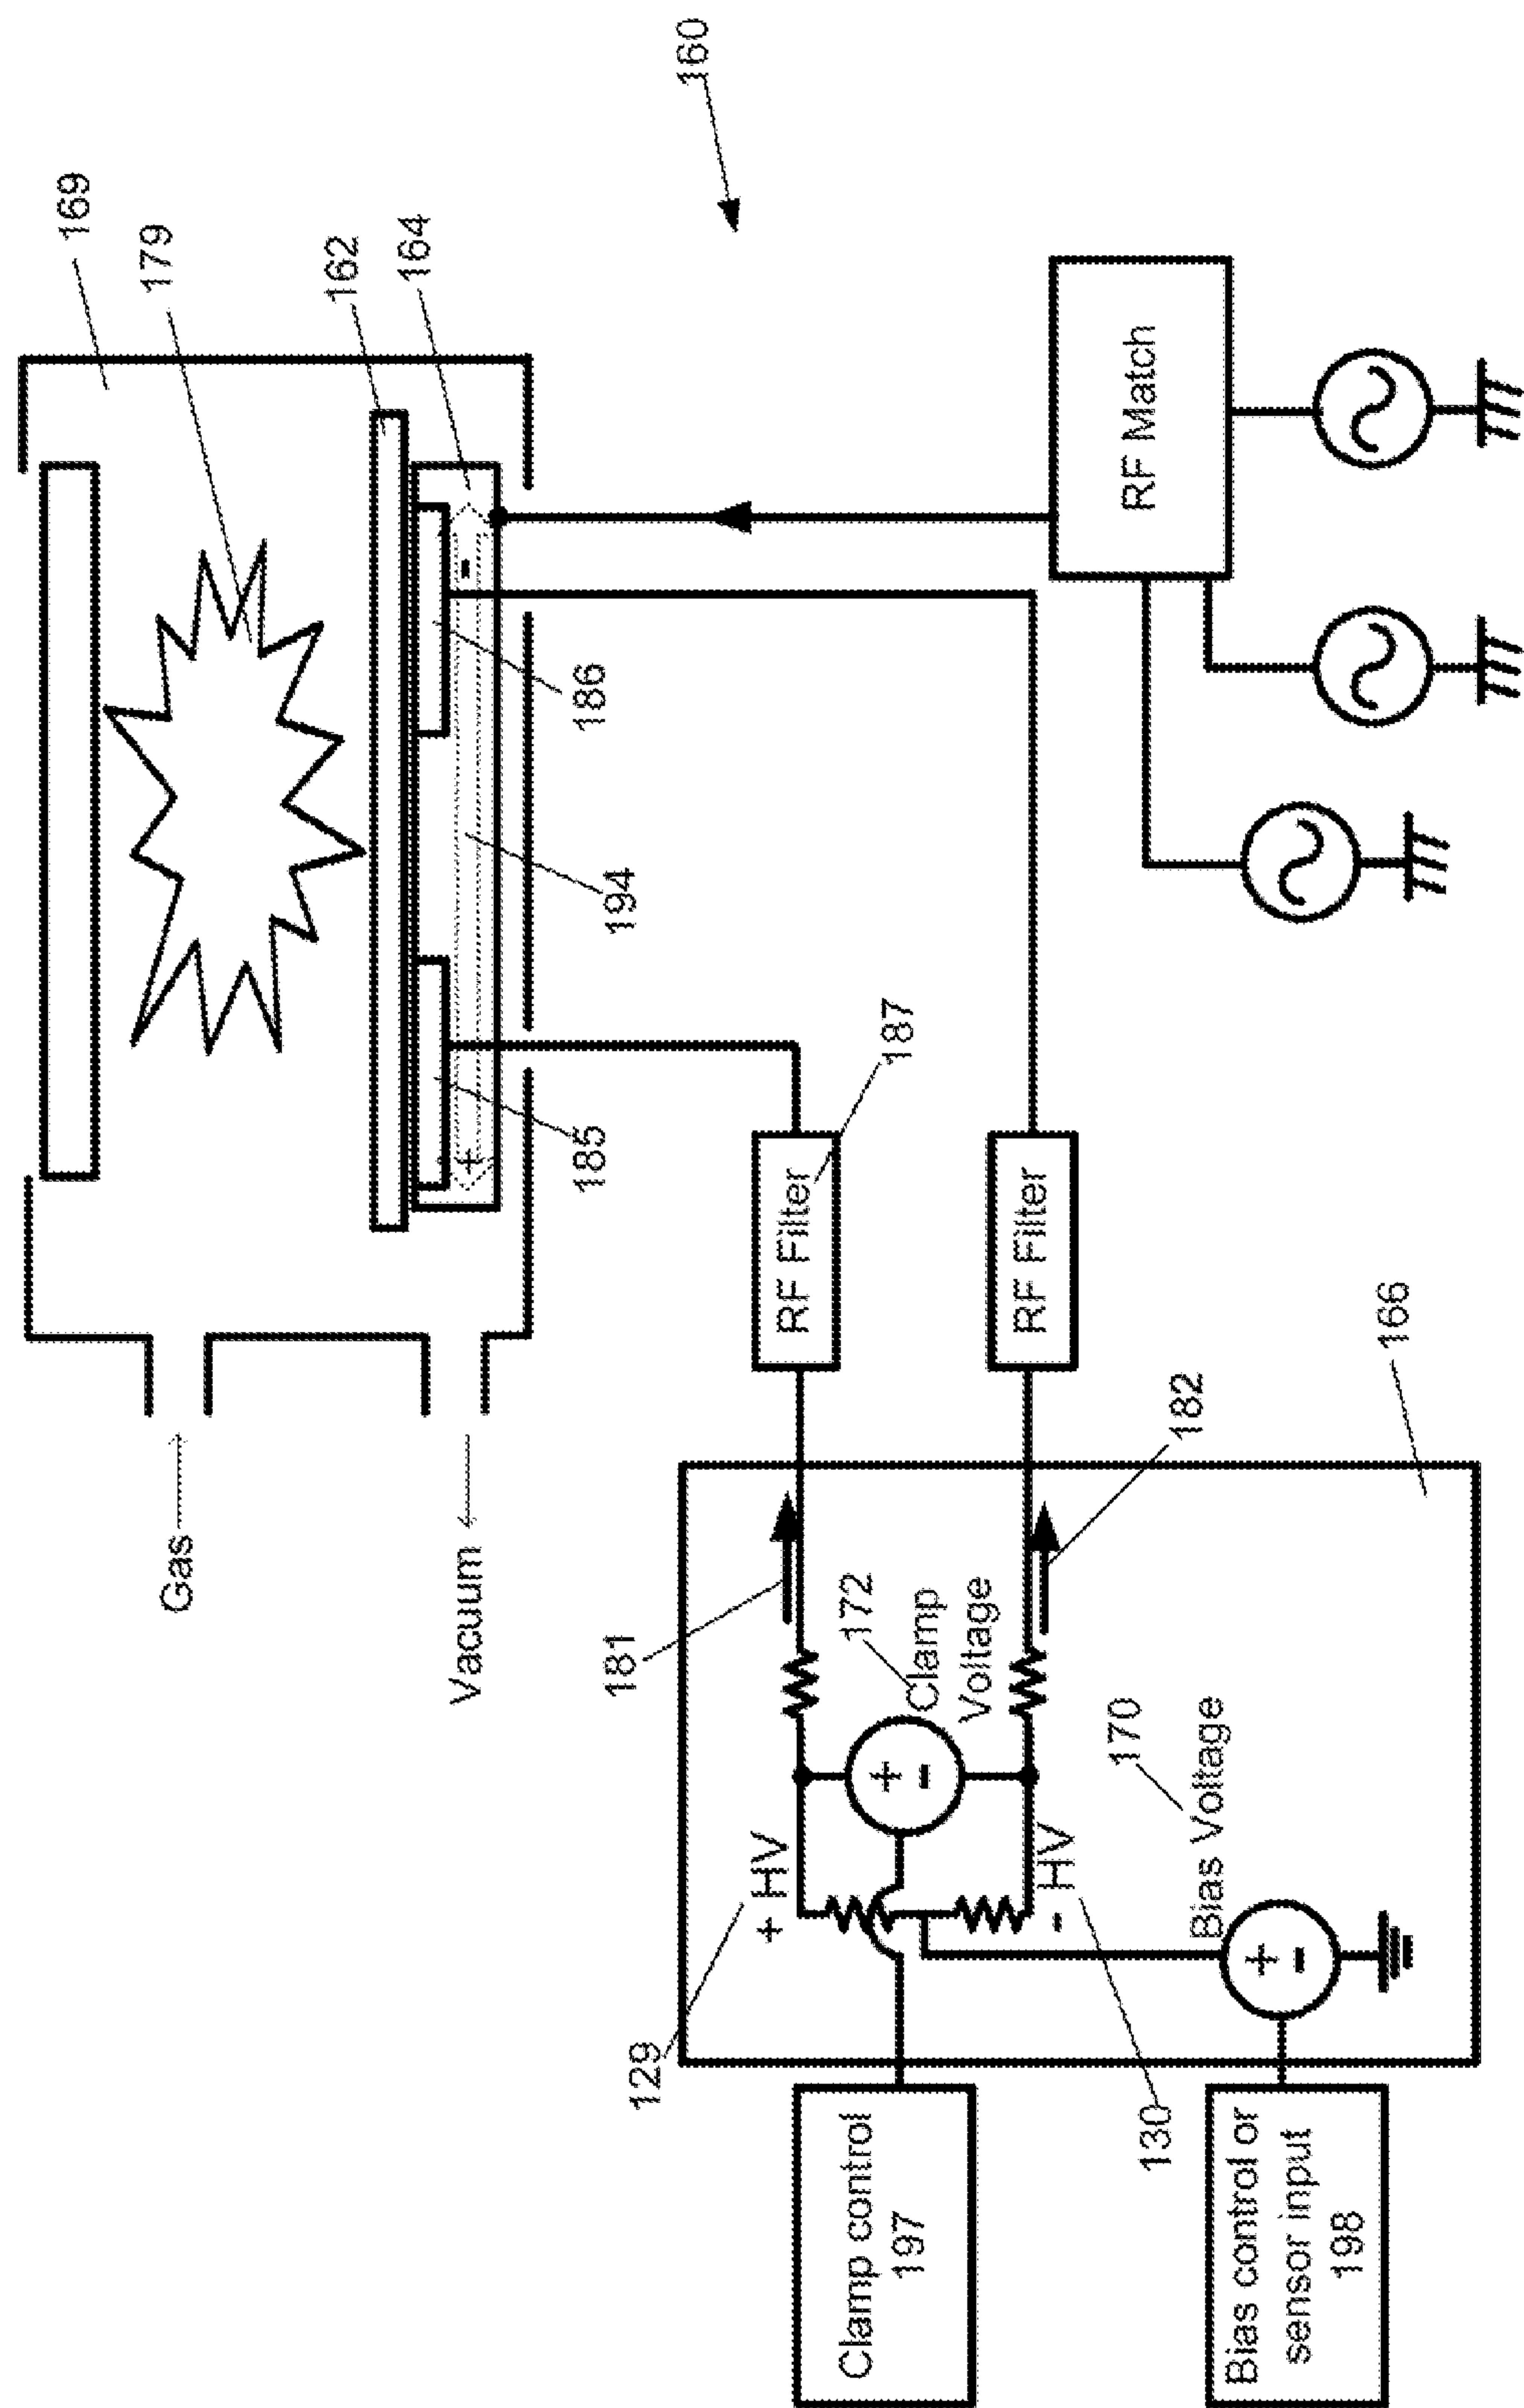 169
179
Gas
162
164
Vacuum
+
-
185
194
186
160
181
129
+ HV
RF Filter
187
172
Clamp
Voltage
+
-
Clamp control
197
RF Filter
- HV
182
130
170
RF Match
Bias Voltage
+
-
Bias control or
sensor input
198
166